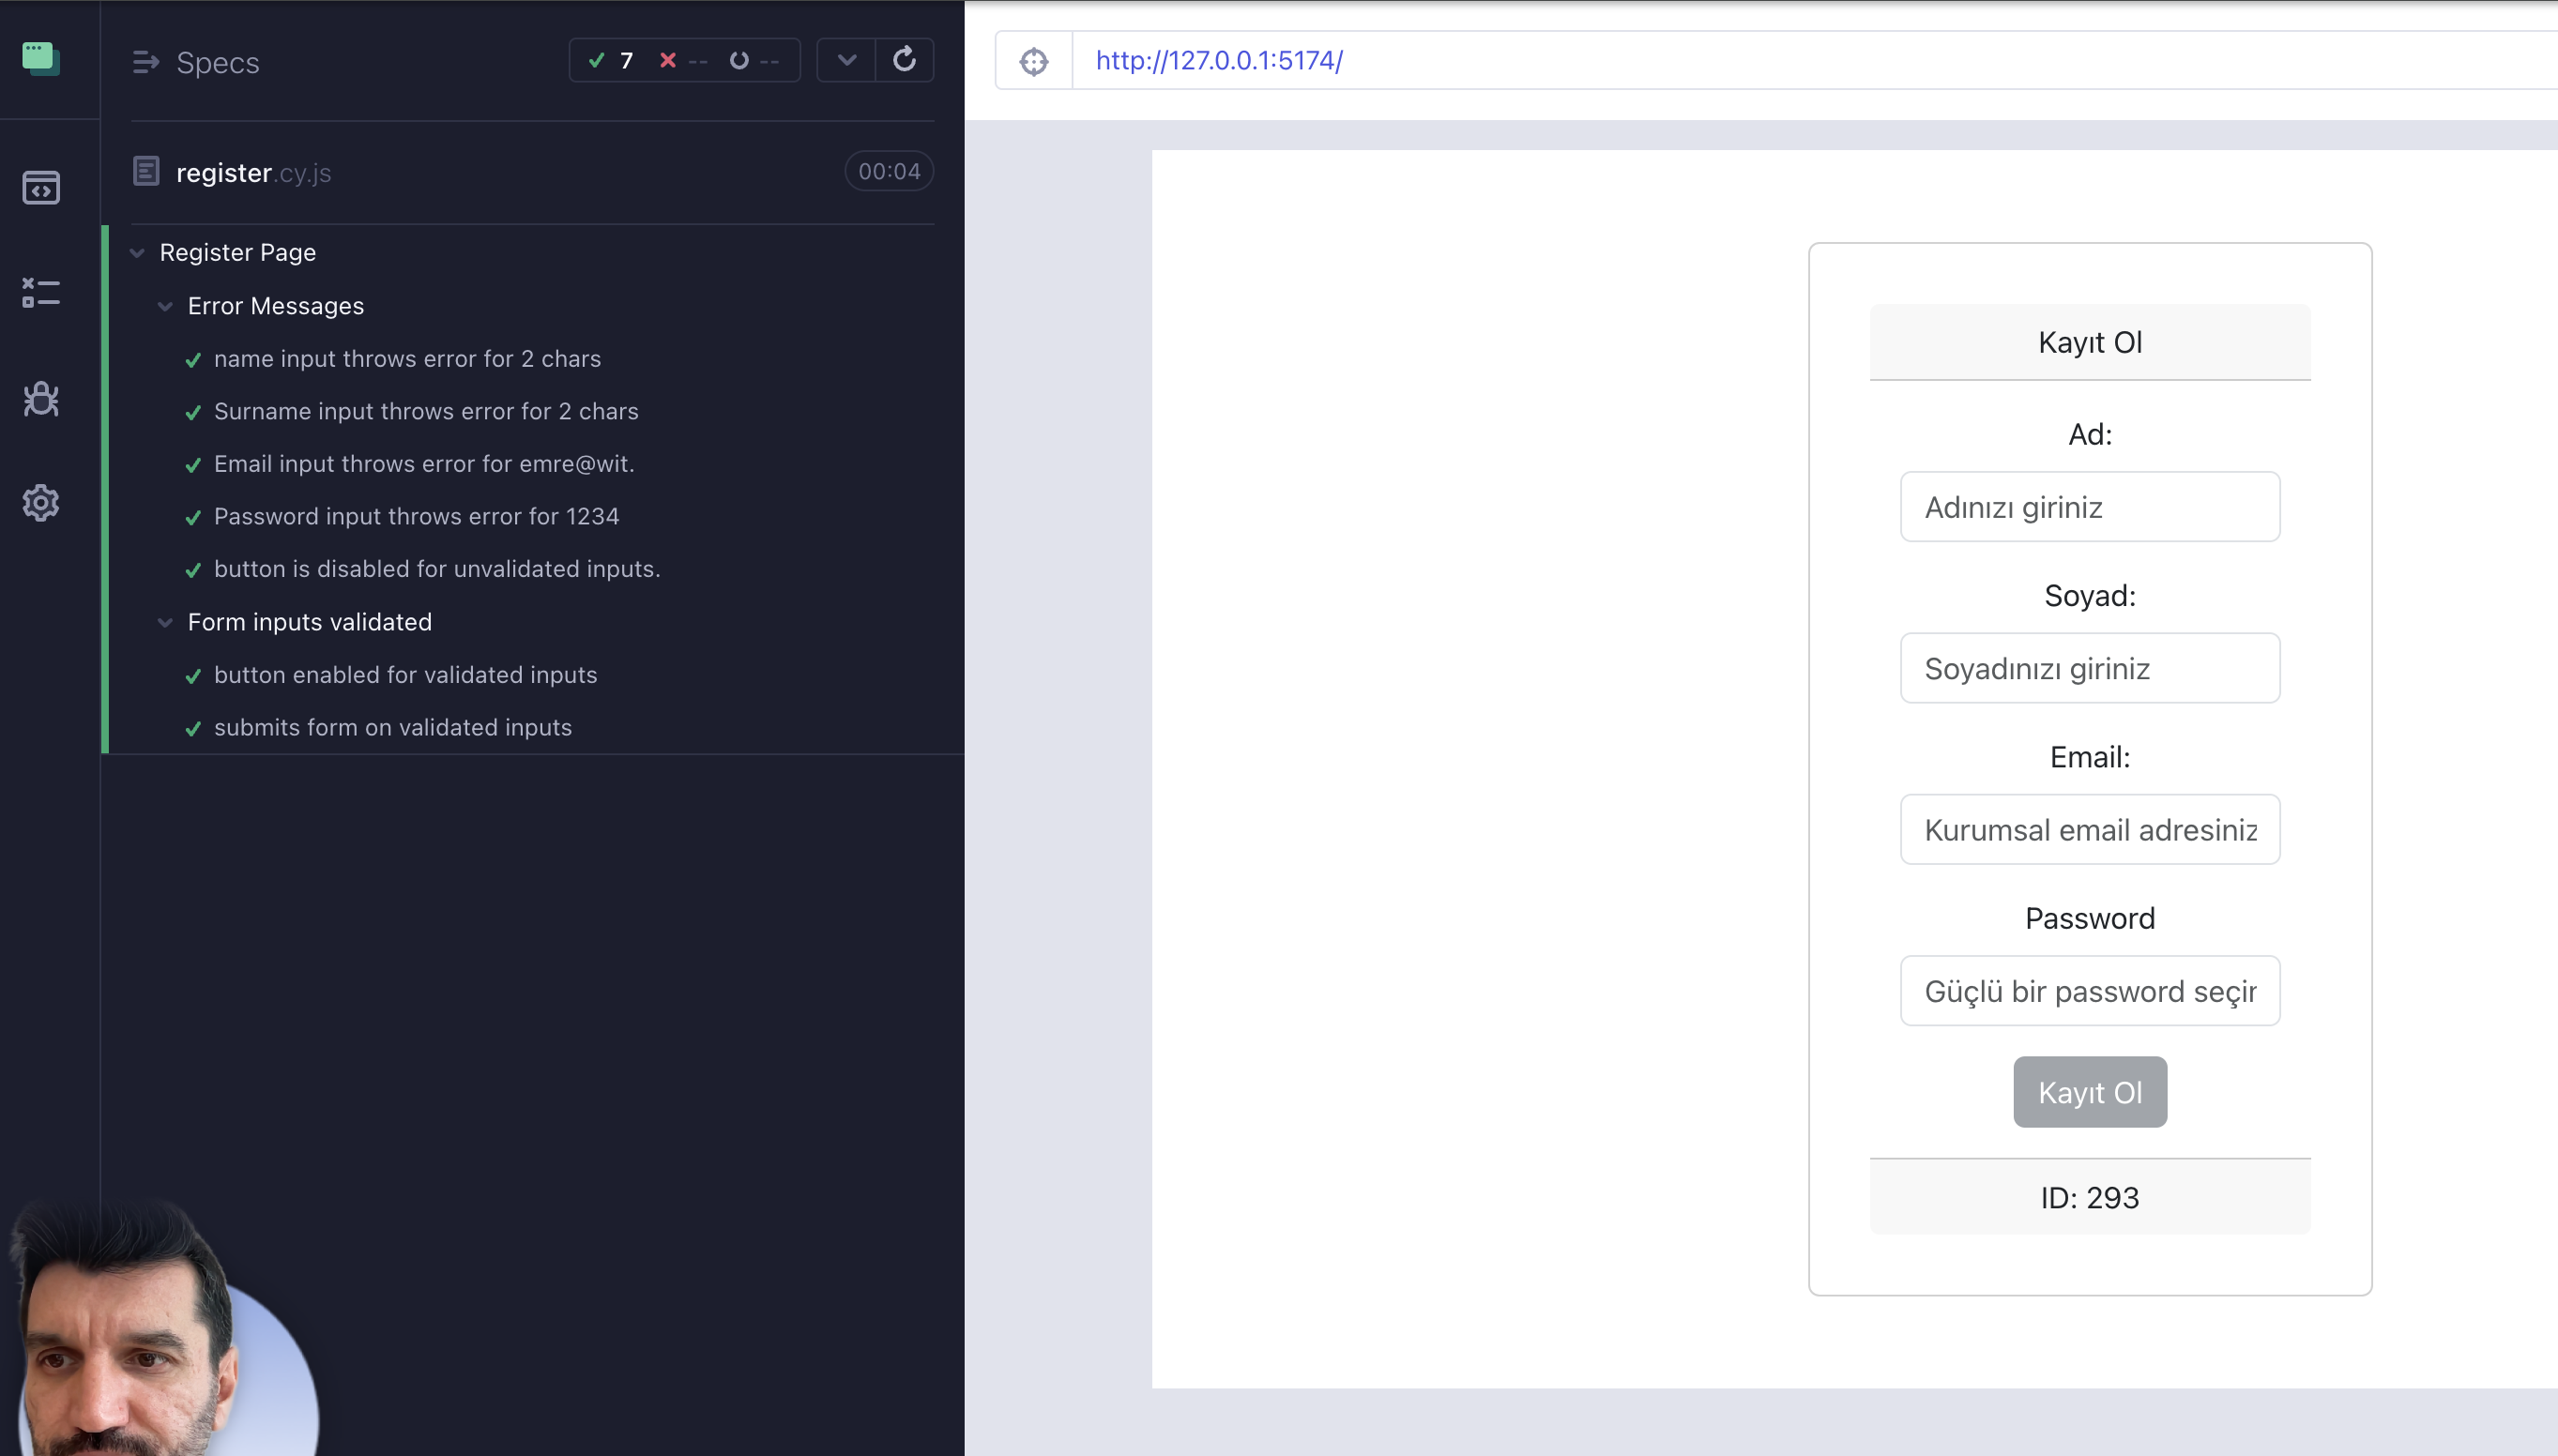 Specs
7 -- --
register.cy.js
00:04
Register Page
Error Messages
name input throws error for 2 chars
Surname input throws error for 2 chars
Email input throws error for emre@wit.
Password input throws error for 1234
button is disabled for unvalidated inputs.
Form inputs validated
button enabled for validated inputs
submits form on validated inputs
http://127.0.0.1:5174/
Kayıt Ol
Ad:
Adınızı giriniz
Soyad:
Soyadınızı giriniz
Email:
Kurumsal email adresiniz
Password
Güçlü bir password seçin
Kayıt Ol
ID: 293